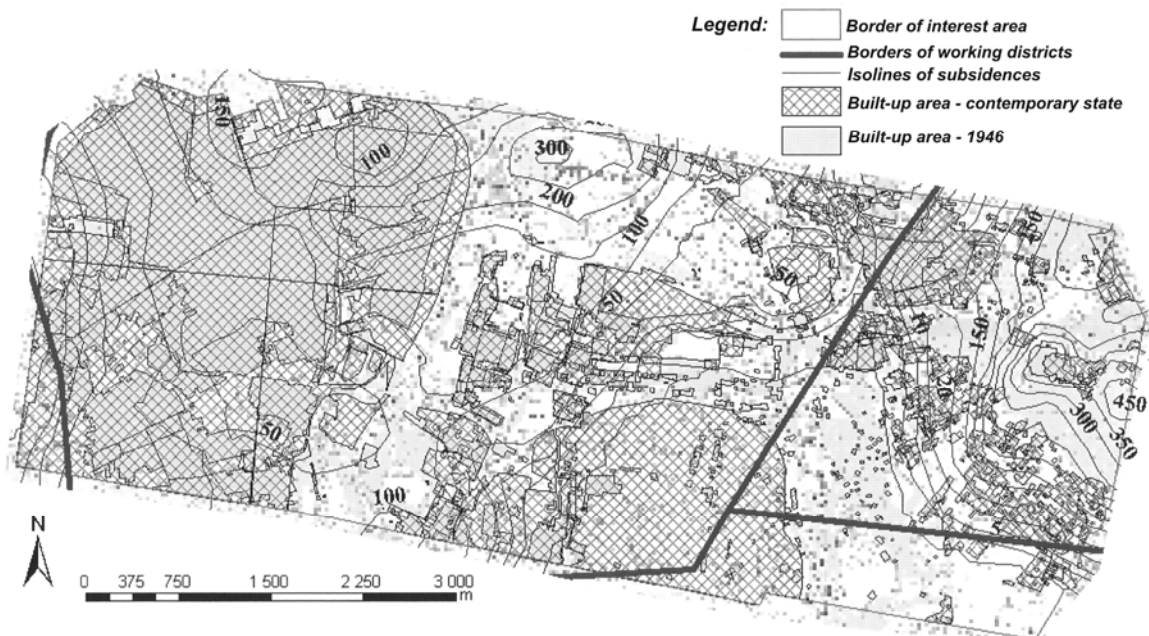 Legend:
Border of interest area
Borders of working districts
Isolines of subsidences
Built-up area - contemporary state
Built-up area - 1946
150
100
300
200
100
50
50
50
100
10
150
20
300
450
350
5
N
0 375 750 1 500 2 250 3 000
m